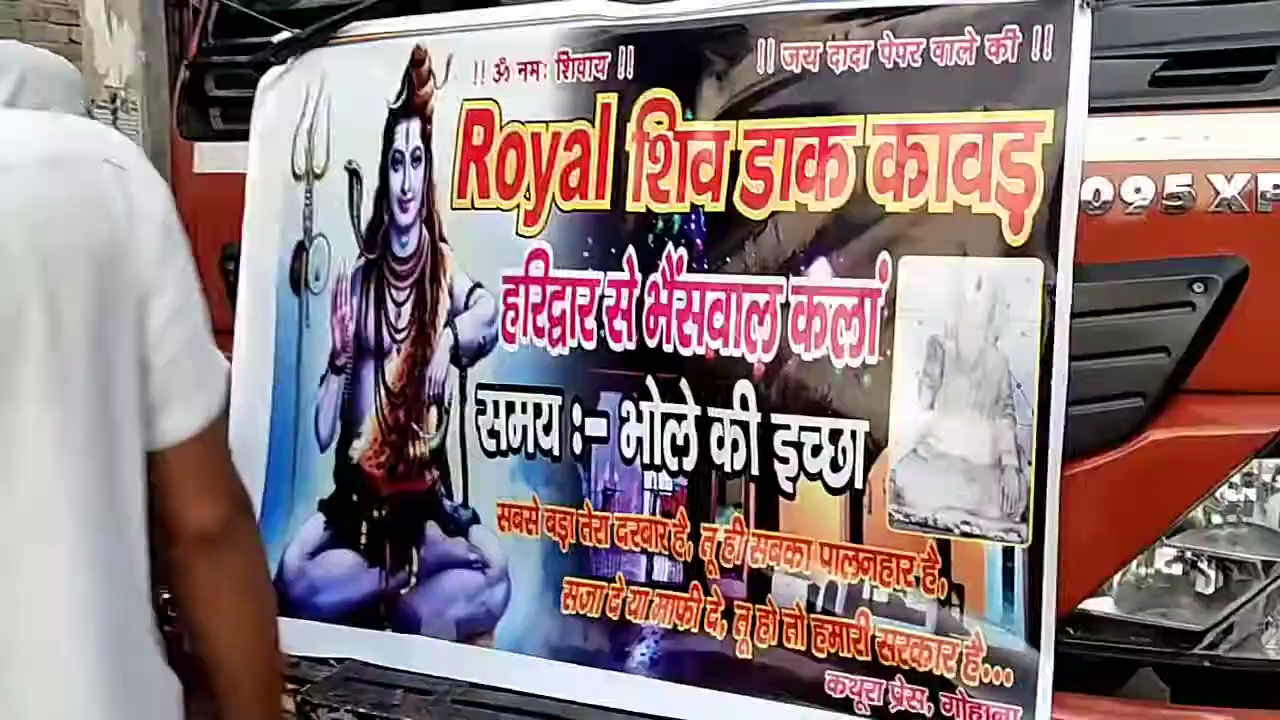 !! ॐ नमः शिवाय !!
!! जय दादा पेपर वाले की !!
Royal शिव डाक कावड़
हरिद्वार से भैंसवाल कलां
समय :- भोले की इच्छा
सबसे बड़ा तेरा दरबार है, तू ही सबका पालनहार है,
सजा दे या माफी दे, तू ही तो हमारी सरकार है...
कथूरा प्रेस, गोहाना
095 XP